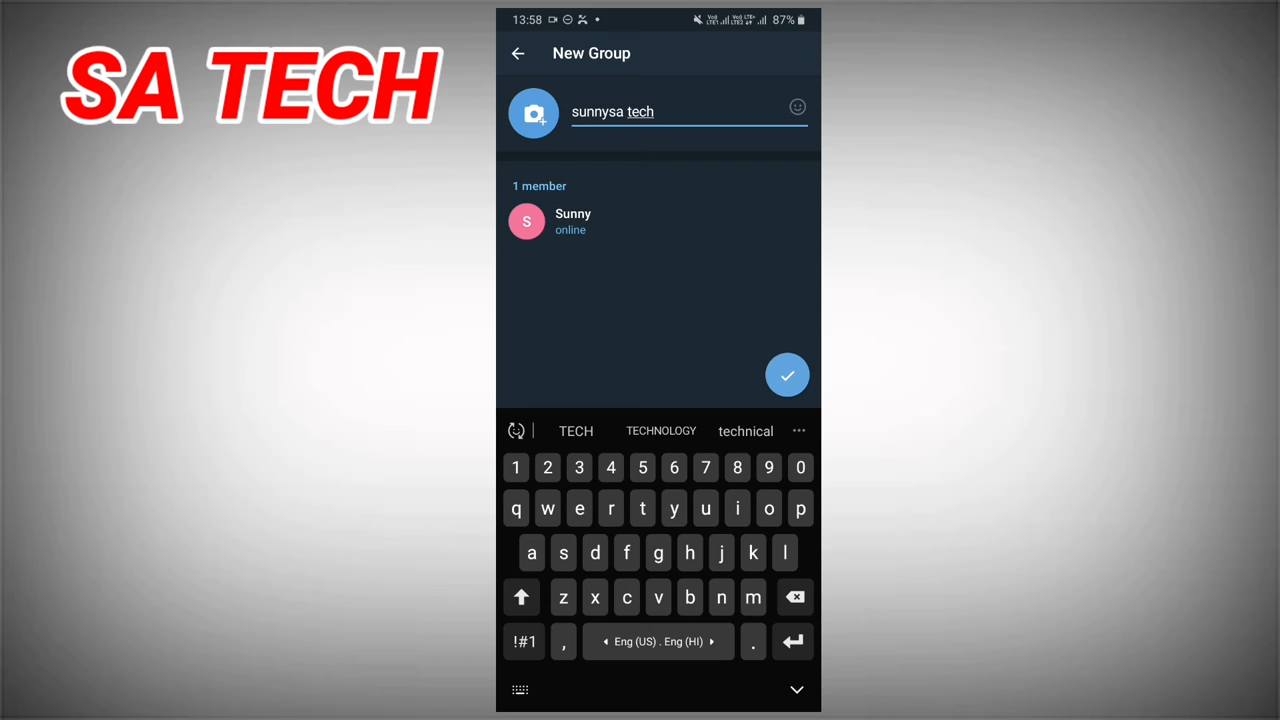 SA TECH
13:58 87%
New Group
sunnysa tech
1 member
S
Sunny
online
TECH TECHNOLOGY technical
1 2 3 4 5 6 7 8 9 0
q w e r t y u i o p
a s d f g h j k l
z x c v b n m
!#1 , Eng (US) . Eng (HI) .